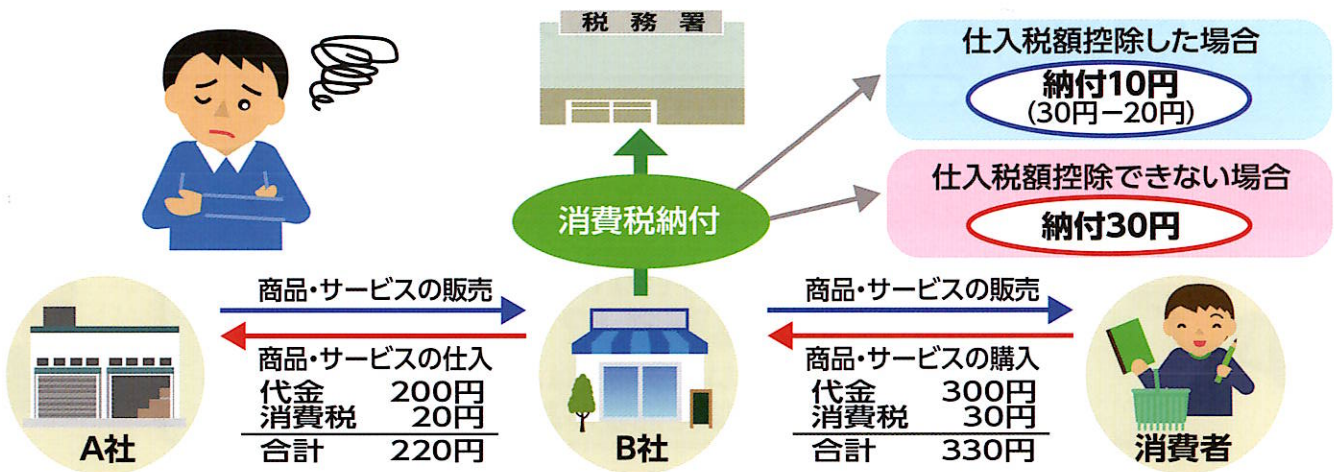 税務署
仕入税額控除した場合
納付10円
(30円－20円)
仕入税額控除できない場合
納付30円
消費税納付
商品・サービスの販売
商品・サービスの仕入
代金 200円
消費税 20円
合計 220円
商品・サービスの販売
商品・サービスの購入
代金 300円
消費税 30円
合計 330円
A社
B社
消費者